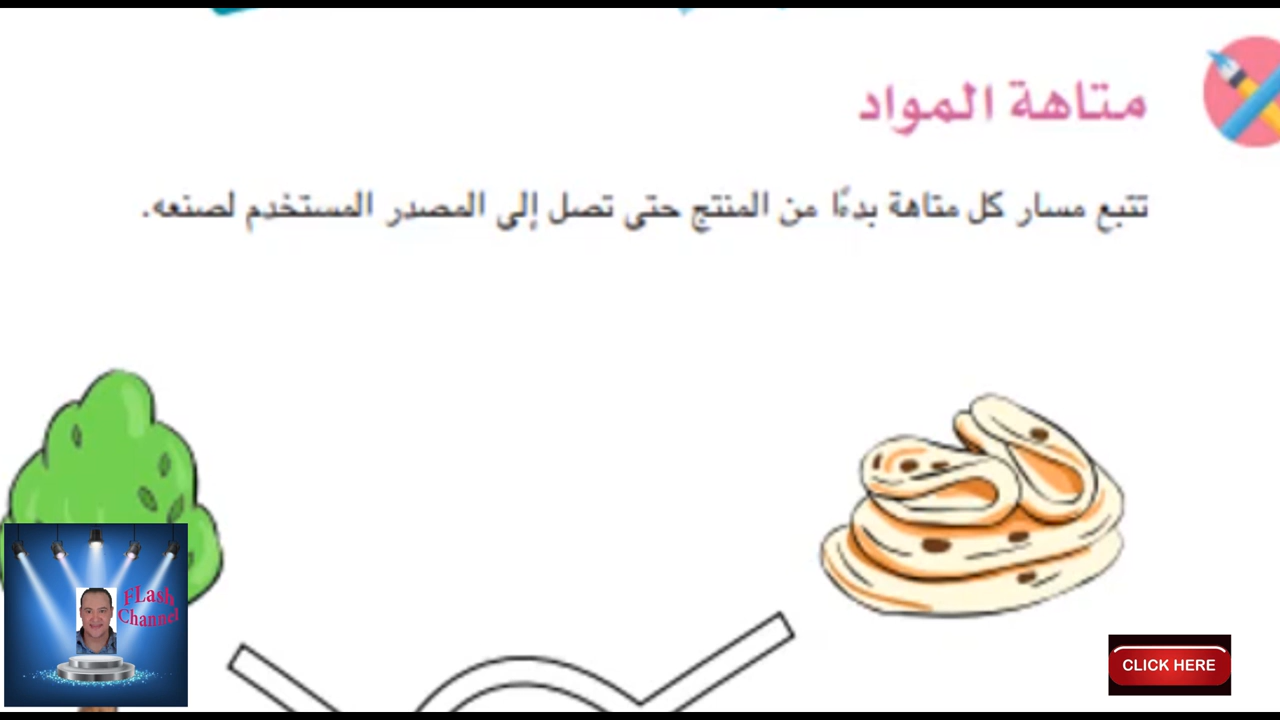 متاهة المواد
تتبع مسار كل متاهة بدءًا من المنتج حتى تصل إلى المصدر المستخدم لصنعه.
FLash
Channel
CLICK HERE